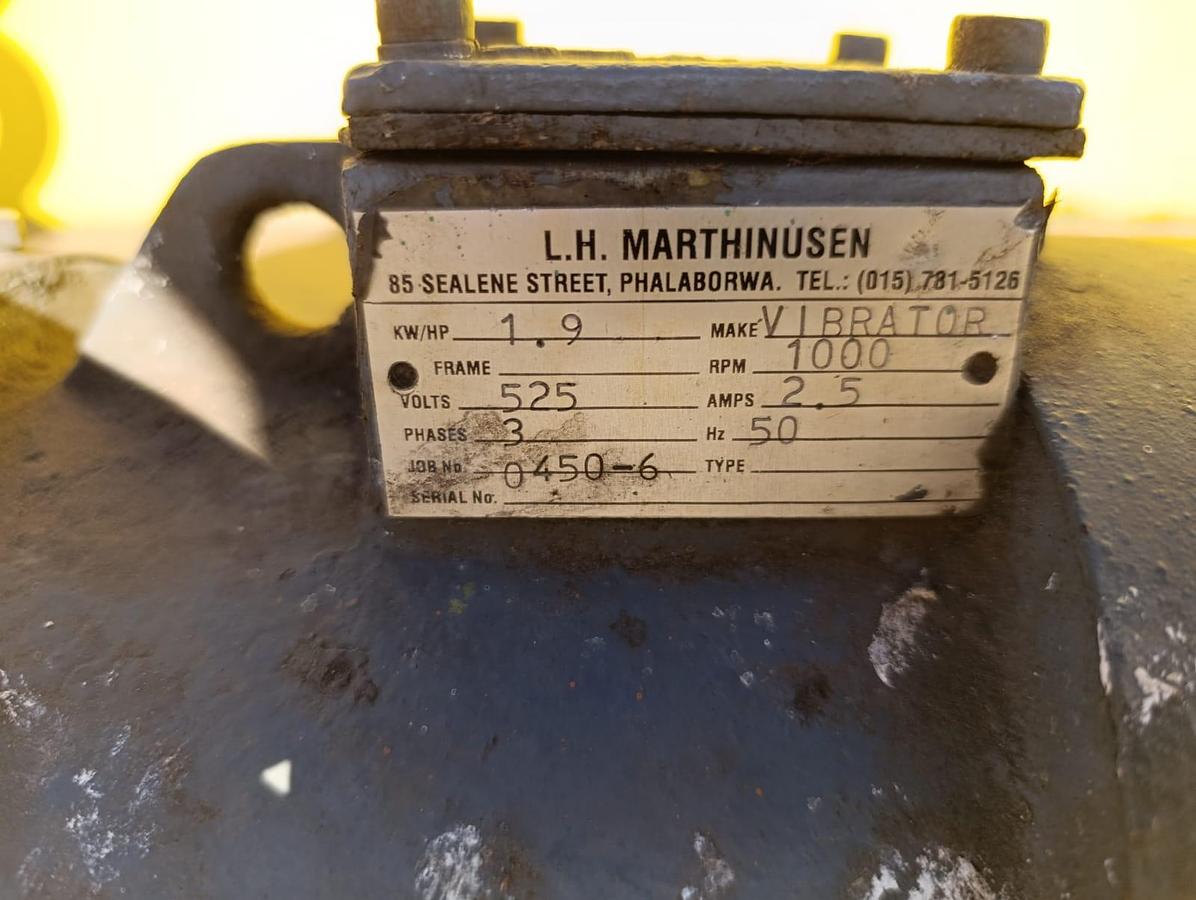 L.H. MARTHINUSEN
85 SEALENE STREET, PHALABORWA. TEL.: (015) 781-5126
KW/HP 1.9 MAKE VIBRATOR
FRAME RPM 1000
VOLTS 525 AMPS 2.5
PHASES 3 Hz 50
JOB No. 0450-6 TYPE
SERIAL No.